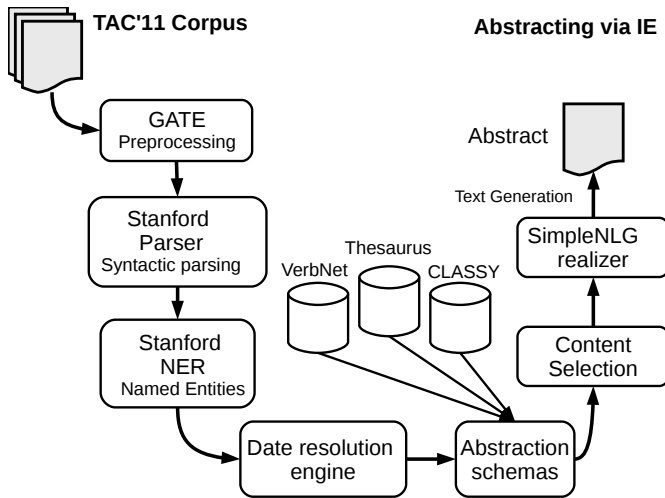 TAC'11 Corpus
Abstracting via IE
GATE
Preprocessing
Stanford
Parser
Syntactic parsing
Stanford
NER
Named Entities
Date resolution
engine
VerbNet
Thesaurus
CLASSY
Abstraction
schemas
Content
Selection
SimpleNLG
realizer
Text Generation
Abstract